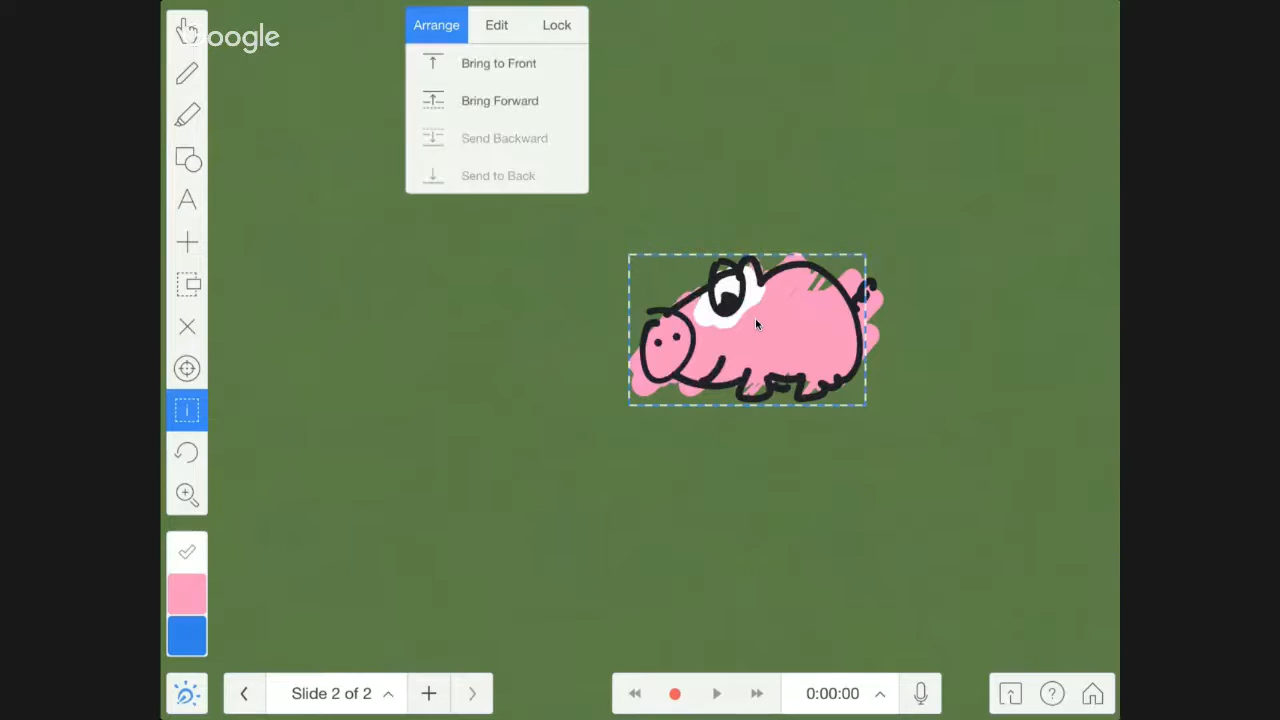 Google
Arrange Edit Lock
Bring to Front
Bring Forward
Send Backward
Send to Back
Slide 2 of 2
0:00:00